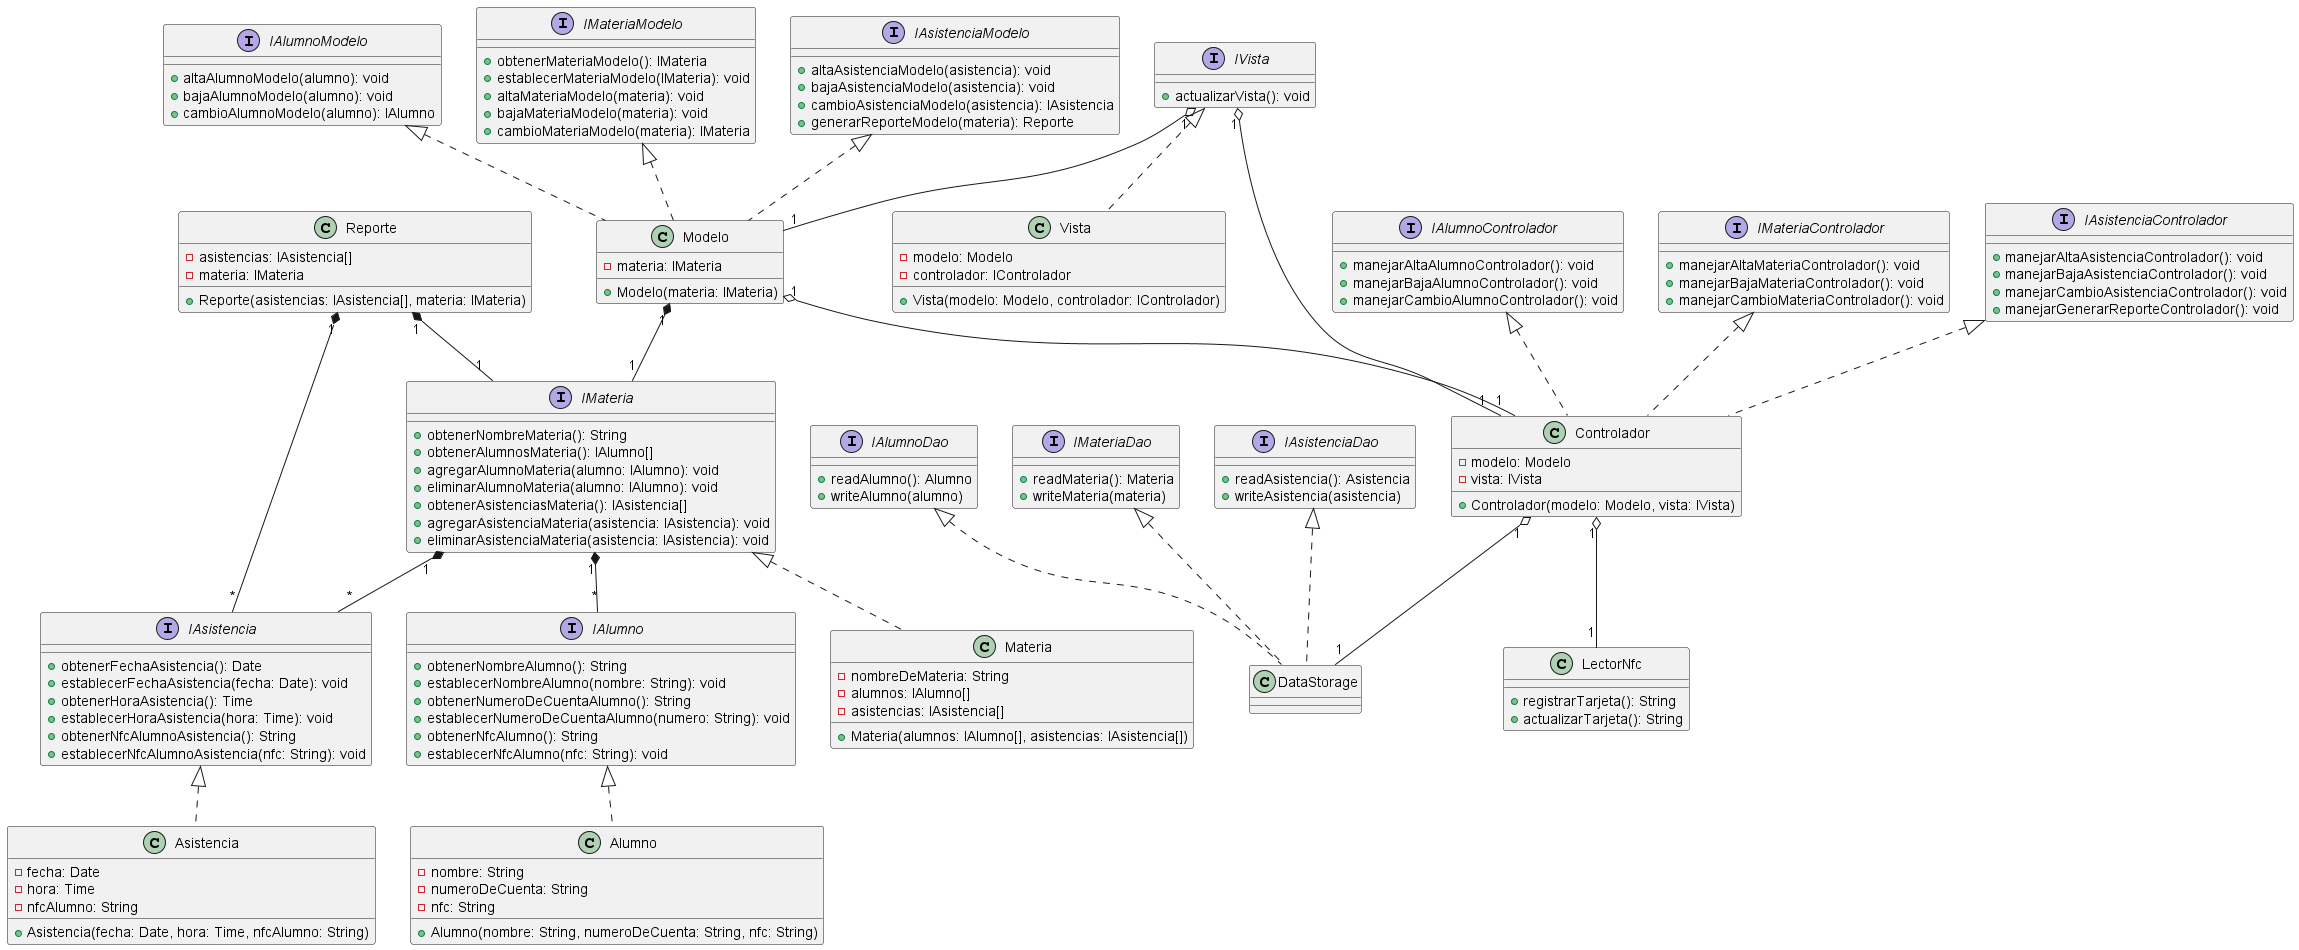 IAlumnoModelo
altaAlumnoModelo(alumno): void
bajaAlumnoModelo(alumno): void
cambioAlumnoModelo(alumno): IAlumno
IMateriaModelo
obtenerMateriaModelo(): IMateria
establecerMateriaModelo(IMateria): void
altaMateriaModelo(materia): void
bajaMateriaModelo(materia): void
cambioMateriaModelo(materia): IMateria
IAsistenciaModelo
altaAsistenciaModelo(asistencia): void
bajaAsistenciaModelo(asistencia): void
cambioAsistenciaModelo(asistencia): IAsistencia
generarReporteModelo(materia): Reporte
IVista
actualizarVista(): void
1
1
Reporte
asistencias: IAsistencia[]
materia: IMateria
Reporte(asistencias: IAsistencia[], materia: IMateria)
1
1
Modelo
materia: IMateria
Modelo(materia: IMateria)
1
1
1
Vista
modelo: Modelo
controlador: IControlador
Vista(modelo: Modelo, controlador: IControlador)
IAlumnoControlador
manejarAltaAlumnoControlador(): void
manejarBajaAlumnoControlador(): void
manejarCambioAlumnoControlador(): void
IMateriaControlador
manejarAltaMateriaControlador(): void
manejarBajaMateriaControlador(): void
manejarCambioMateriaControlador(): void
IAsistenciaControlador
manejarAltaAsistenciaControlador(): void
manejarBajaAsistenciaControlador(): void
manejarCambioAsistenciaControlador(): void
manejarGenerarReporteControlador(): void
1
1
IMateria
obtenerNombreMateria(): String
obtenerAlumnosMateria(): IAlumno[]
agregarAlumnoMateria(alumno: IAlumno): void
eliminarAlumnoMateria(alumno: IAlumno): void
obtenerAsistenciasMateria(): IAsistencia[]
agregarAsistenciaMateria(asistencia: IAsistencia): void
eliminarAsistenciaMateria(asistencia: IAsistencia): void
1
1
IAlumnoDao
readAlumno(): Alumno
writeAlumno(alumno)
IMateriaDao
readMateria(): Materia
writeMateria(materia)
IAsistenciaDao
readAsistencia(): Asistencia
writeAsistencia(asistencia)
1
1
Controlador
modelo: Modelo
vista: IVista
Controlador(modelo: Modelo, vista: IVista)
1
1
*
*
*
1
1
IAsistencia
obtenerFechaAsistencia(): Date
establecerFechaAsistencia(fecha: Date): void
obtenerHoraAsistencia(): Time
establecerHoraAsistencia(hora: Time): void
obtenerNfcAlumnoAsistencia(): String
establecerNfcAlumnoAsistencia(nfc: String): void
IAlumno
obtenerNombreAlumno(): String
establecerNombreAlumno(nombre: String): void
obtenerNumeroDeCuentaAlumno(): String
establecerNumeroDeCuentaAlumno(numero: String): void
obtenerNfcAlumno(): String
establecerNfcAlumno(nfc: String): void
Materia
nombreDeMateria: String
alumnos: IAlumno[]
asistencias: IAsistencia[]
Materia(alumnos: IAlumno[], asistencias: IAsistencia[])
DataStorage
LectorNfc
registrarTarjeta(): String
actualizarTarjeta(): String
Asistencia
fecha: Date
hora: Time
nfcAlumno: String
Asistencia(fecha: Date, hora: Time, nfcAlumno: String)
Alumno
nombre: String
numeroDeCuenta: String
nfc: String
Alumno(nombre: String, numeroDeCuenta: String, nfc: String)